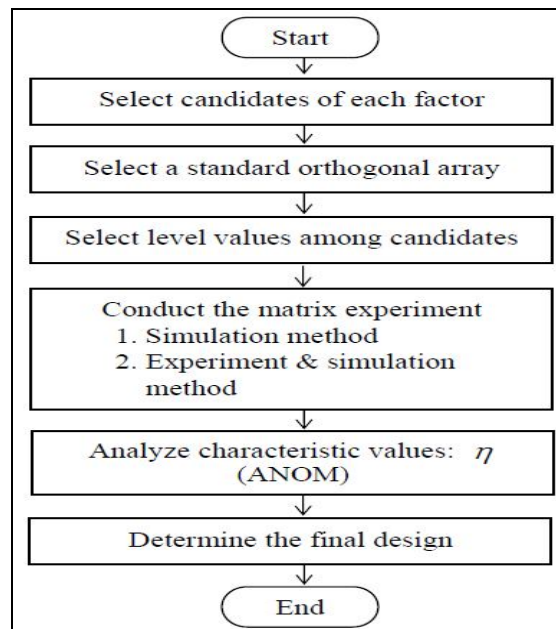 Start
Select candidates of each factor
Select a standard orthogonal array
Select level values among candidates
Conduct the matrix experiment
1. Simulation method
2. Experiment & simulation
method
Analyze characteristic values: η
(ANOM)
Determine the final design
End